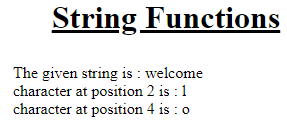 String Functions
The given string is : welcome
character at position 2 is : l
character at position 4 is : o